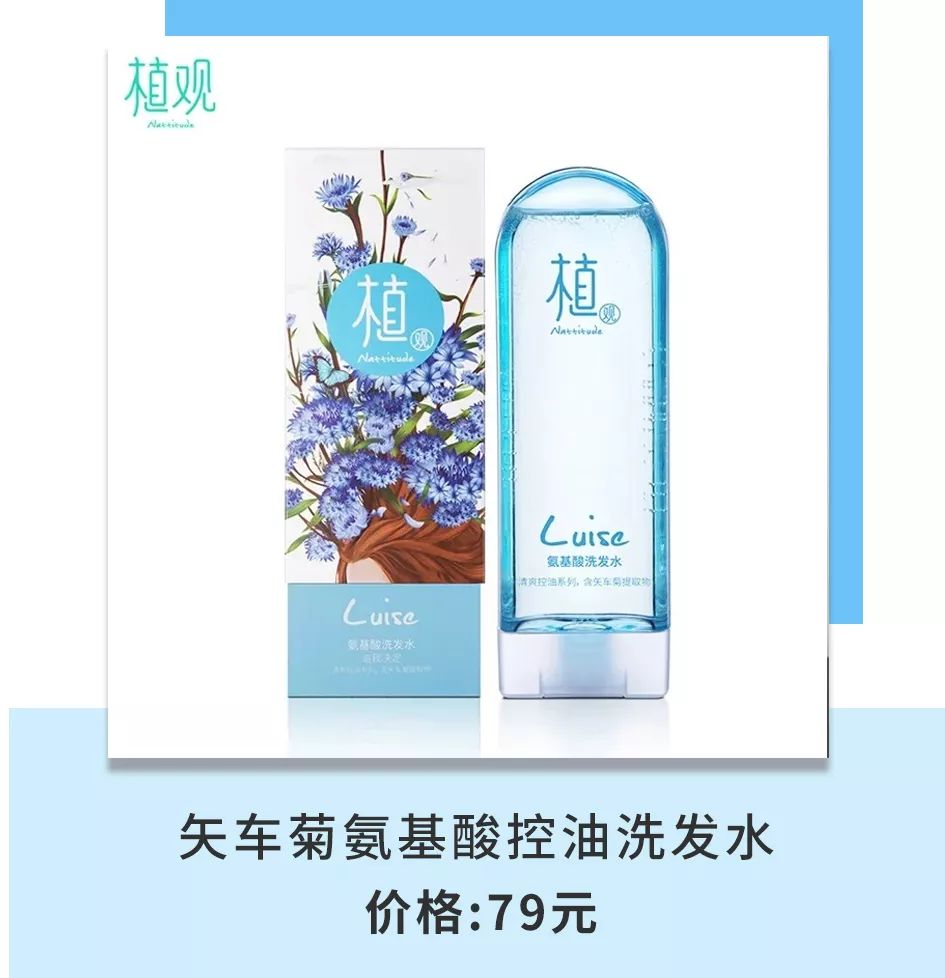 植观
Nattitude
植观
Nattitude
Luise
氨基酸洗发水
植观
Nattitude
Luise
氨基酸洗发水
清爽控油系列，含矢车菊提取物
矢车菊氨基酸控油洗发水
价格:79元